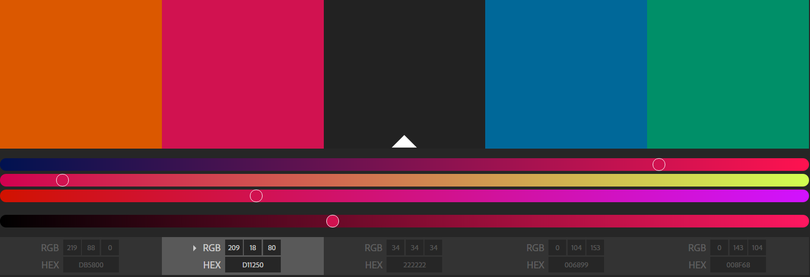 RGB 219 88 0
HEX DB5800
RGB 209 18 80
HEX D11250
RGB 34 34 34
HEX 222222
RGB 0 104 153
HEX 006899
RGB 0 143 104
HEX 008F68